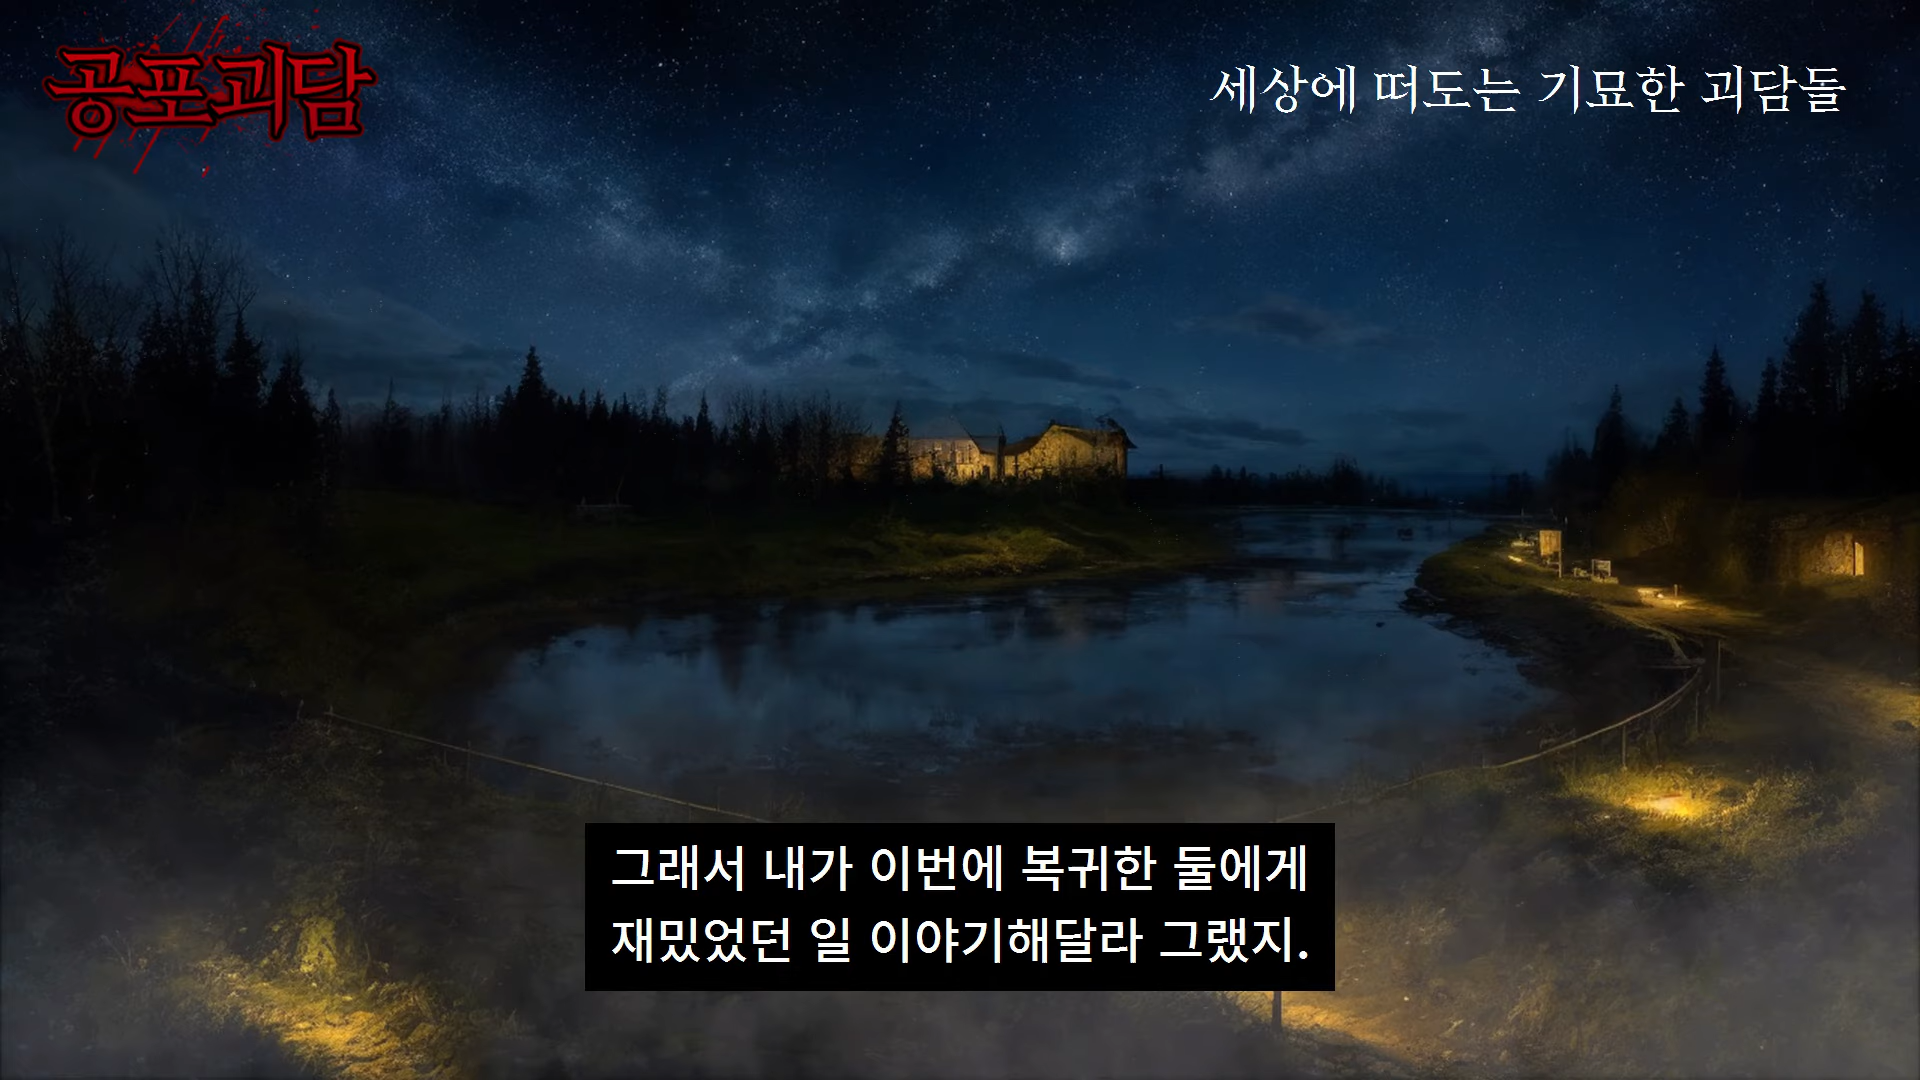 공포괴담
세상에 떠도는 기묘한 괴담들
그래서 내가 이번에 복귀한 둘에게
재밌었던 일 이야기해달라 그랬지.